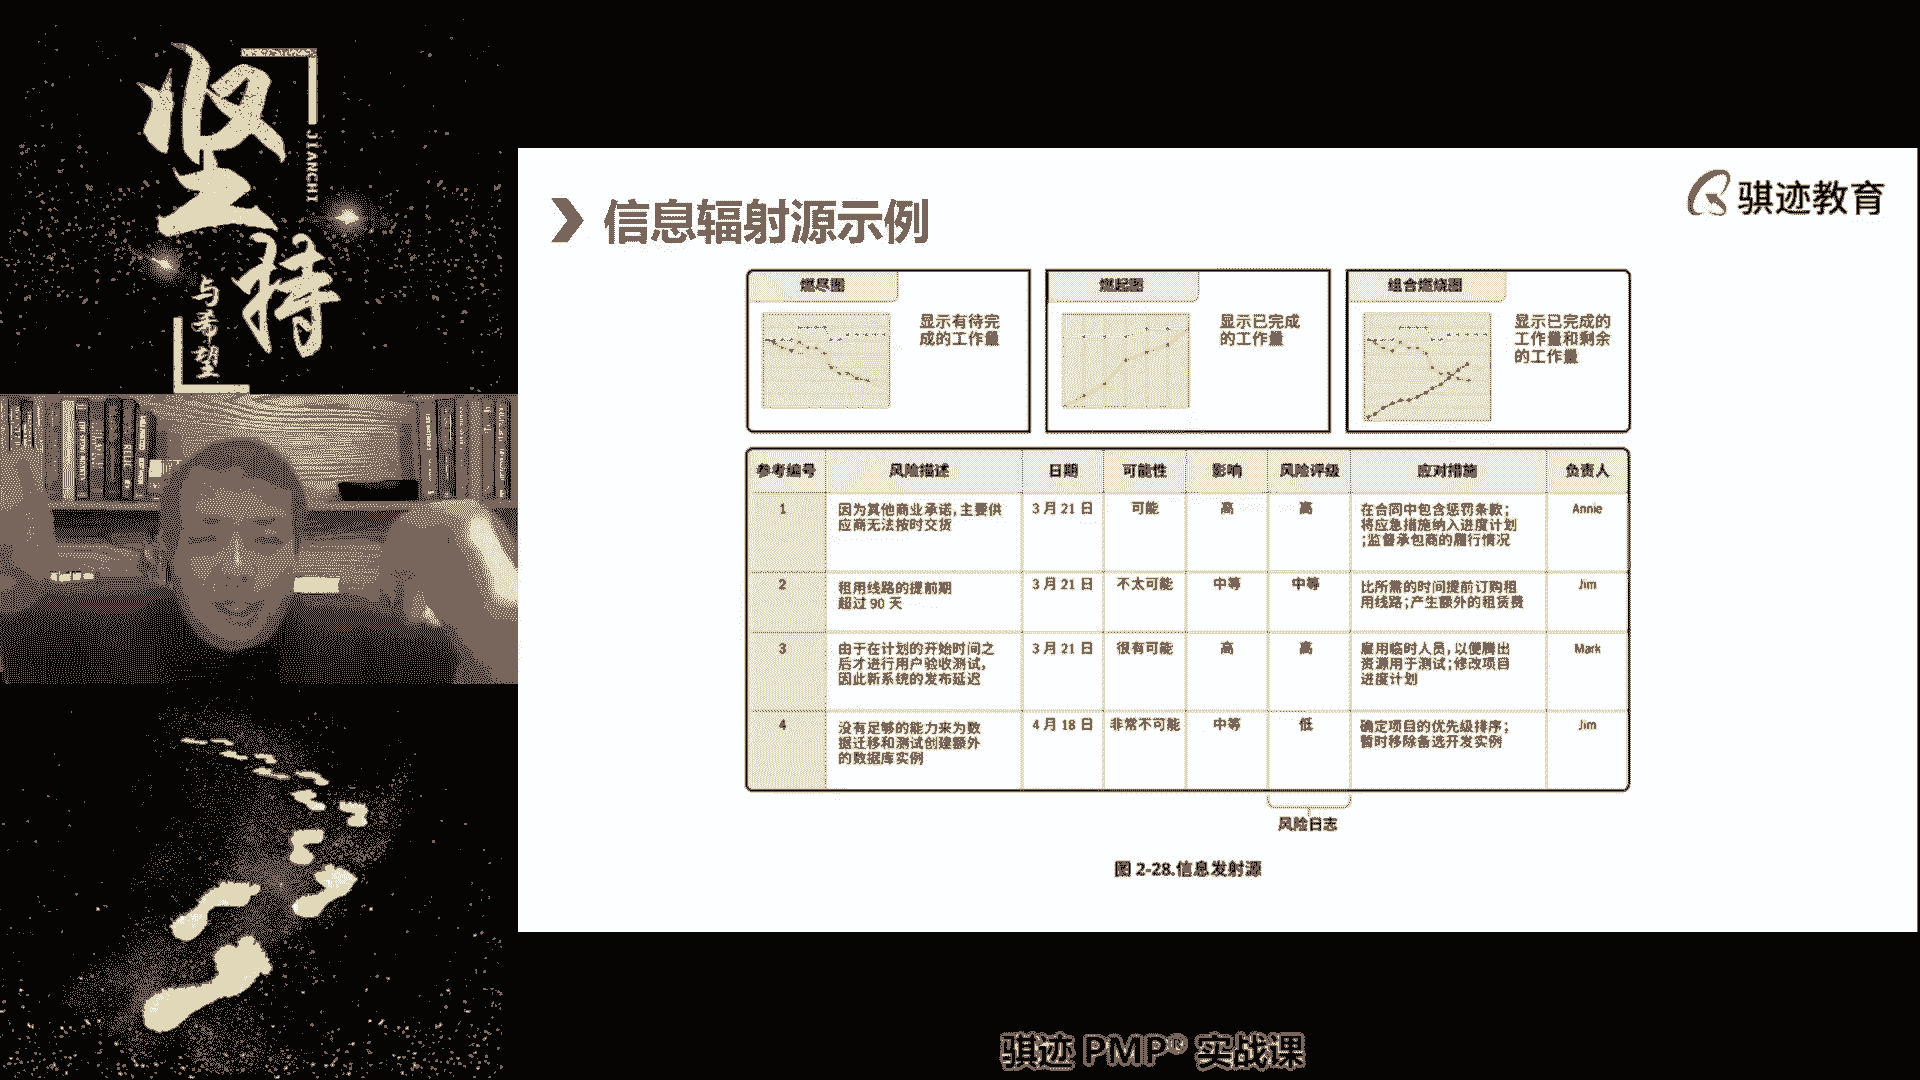 坚持
JIANCHI
与希望
骐迹教育
信息辐射源示例
燃尽图
显示有待完
成的工作量
燃起图
显示已完成
的工作量
组合燃烧图
显示已完成的
工作量和剩余
的工作量
参考编号 风险描述 日期 可能性 影响 风险评级 应对措施 负责人
1 因为其他商业承诺,主要供 3 月 21 日 可能 高 高 在合同中包含惩罚条款; Annie
应商无法按时交货 将应急措施纳入进度计划
;监督承包商的履行情况
2 租用线路的提前期 3 月 21 日 不太可能 中等 中等 比所需的时间提前订购租 Jim
超过 90 天 用线路;产生额外的租赁费
3 由于在计划的开始时间之 3 月 21 日 很有可能 高 高 雇用临时人员,以便腾出 Mark
后才进行用户验收测试, 资源用于测试;修改项目
因此新系统的发布延迟 进度计划
4 没有足够的能力来为数 4 月 18 日 非常不可能 中等 低 确定项目的优先级排序; Jim
据迁移和测试创建额外 暂时移除备选开发实例
的数据库实例
风险日志
图 2-28.信息发射源
骐迹 PMP® 实战课